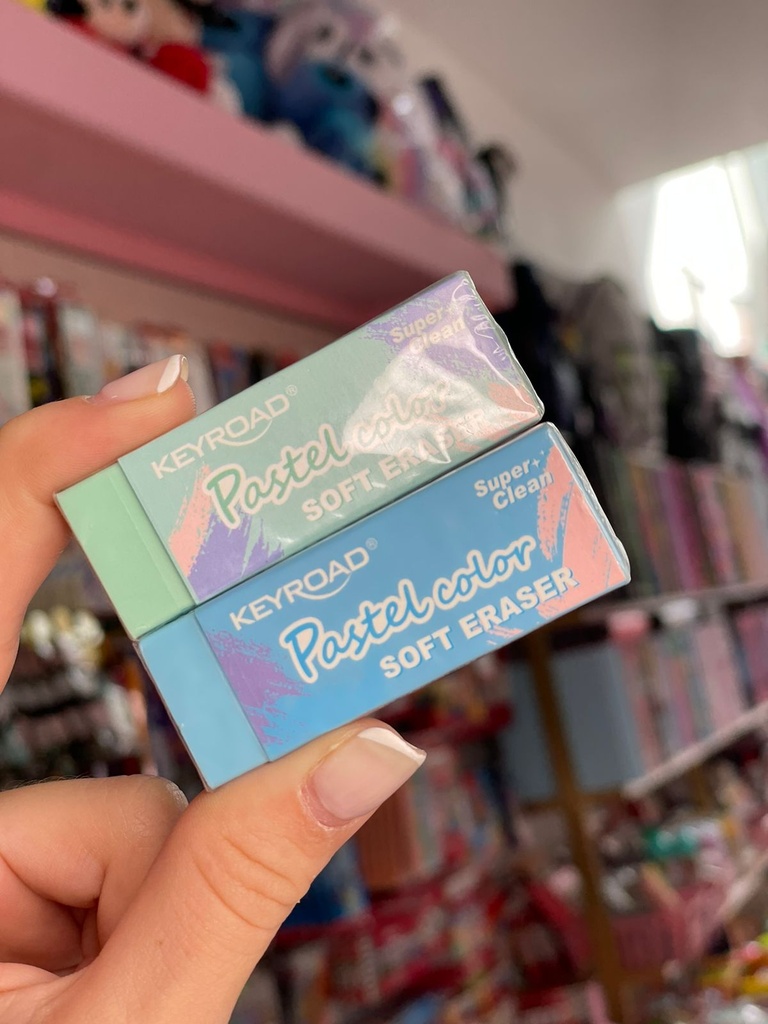 KEYROAD®
Super
Clean
Pastel color
SOFT ERASER
KEYROAD®
Super
Clean
Pastel color
SOFT ERASER